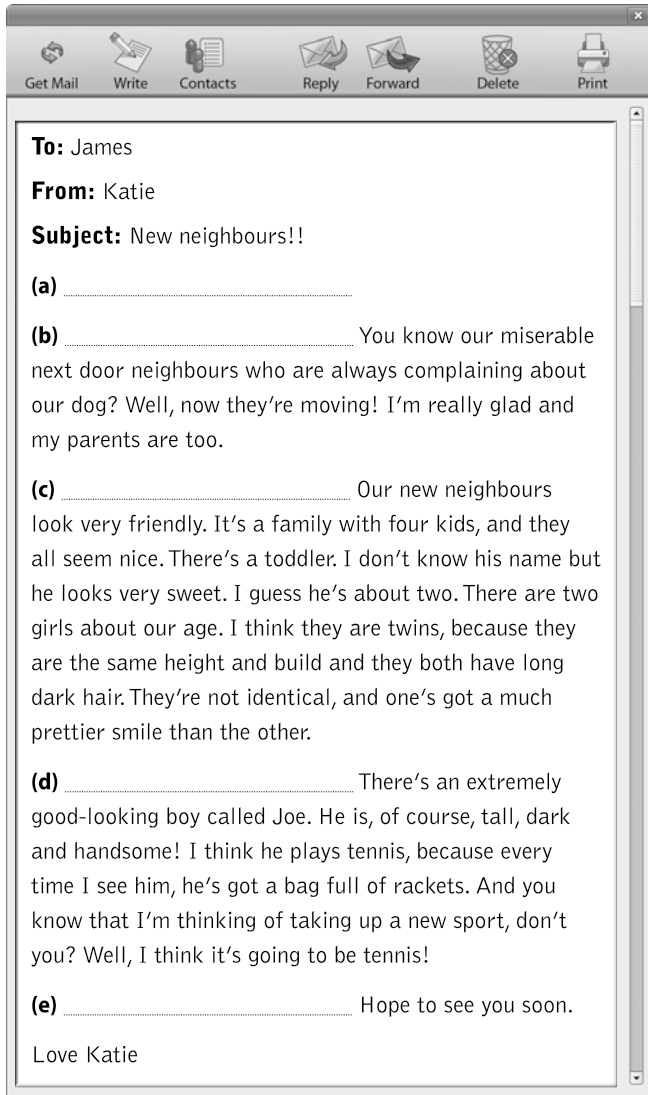 Get Mail Write Contacts Reply Forward Delete Print
To: James
From: Katie
Subject: New neighbours!!
(a)
(b) You know our miserable
next door neighbours who are always complaining about
our dog? Well, now they're moving! I'm really glad and
my parents are too.
(c) Our new neighbours
look very friendly. It's a family with four kids, and they
all seem nice. There's a toddler. I don't know his name but
he looks very sweet. I guess he's about two. There are two
girls about our age. I think they are twins, because they
are the same height and build and they both have long
dark hair. They're not identical, and one's got a much
prettier smile than the other.
(d) There's an extremely
good-looking boy called Joe. He is, of course, tall, dark
and handsome! I think he plays tennis, because every
time I see him, he's got a bag full of rackets. And you
know that I'm thinking of taking up a new sport, don't
you? Well, I think it's going to be tennis!
(e) Hope to see you soon.
Love Katie